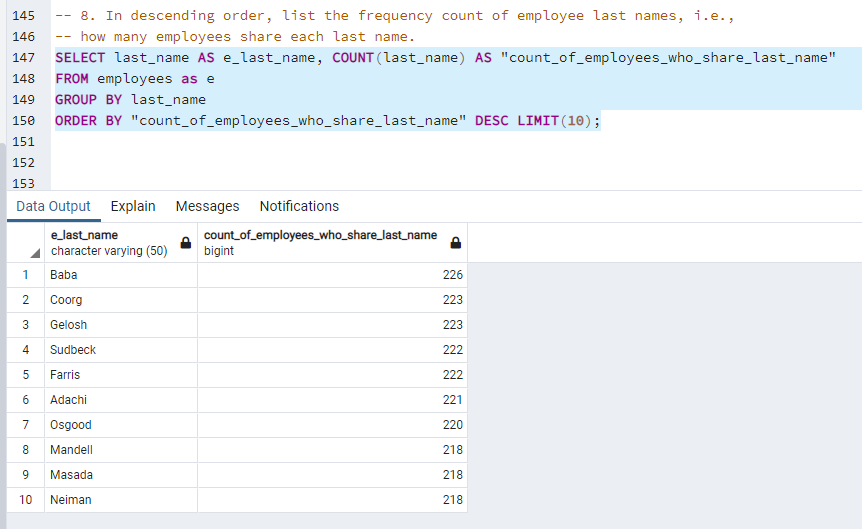 145 -- 8. In descending order, list the frequency count of employee last names, i.e.,
146 -- how many employees share each last name.
147 SELECT last_name AS e_last_name, COUNT(last_name) AS "count_of_employees_who_share_last_name"
148 FROM employees as e
149 GROUP BY last_name
150 ORDER BY "count_of_employees_who_share_last_name" DESC LIMIT(10);
151
152
153
Data Output Explain Messages Notifications
e_last_name count_of_employees_who_share_last_name
character varying (50) bigint
1 Baba 226
2 Coorg 223
3 Gelosh 223
4 Sudbeck 222
5 Farris 222
6 Adachi 221
7 Osgood 220
8 Mandell 218
9 Masada 218
10 Neiman 218